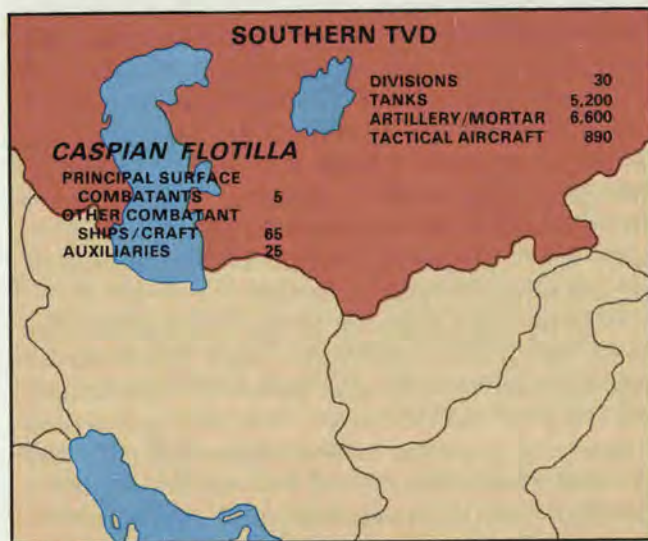 SOUTHERN TVD
DIVISIONS 30
TANKS 5,200
ARTILLERY/MORTAR 6,600
TACTICAL AIRCRAFT 890
CASPIAN FLOTILLA
PRINCIPAL SURFACE
COMBATANTS 5
OTHER COMBATANT
SHIPS/CRAFT 65
AUXILIARIES 25